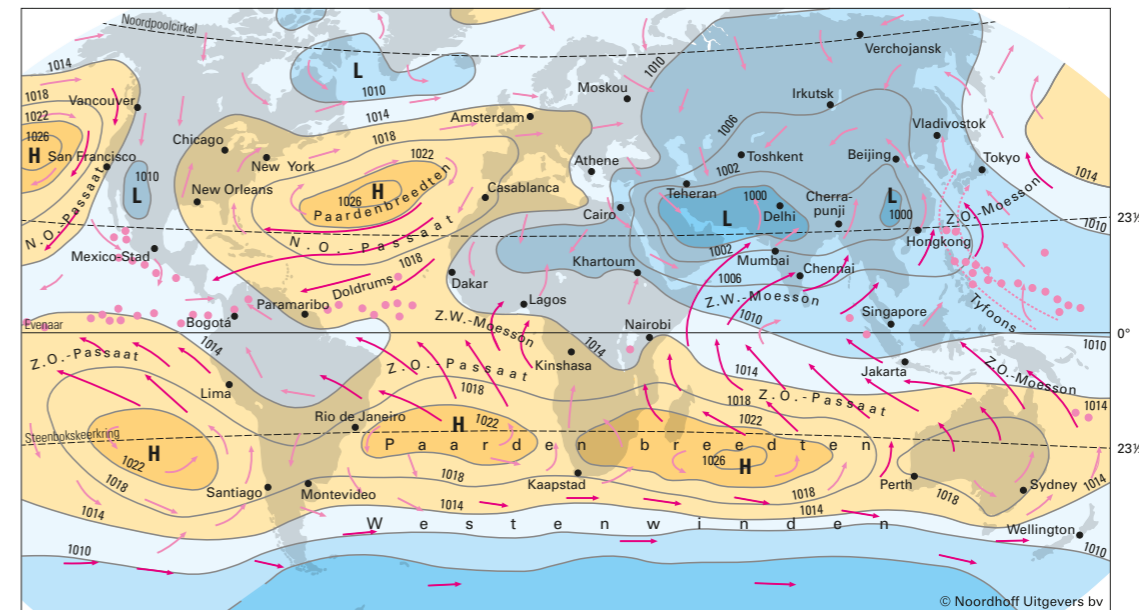 Noordpoolcirkel
Verchojansk
1014
1010
L
1010
Moskou
Irkutsk
1018
Vancouver
1022
1014
Amsterdam
1006
Vladivostok
1026
Chicago
1018
H
San Francisco
New York
1022
Athene
Toshkent
Beijing
Tokyo
1014
1010
L
New Orleans
H
1026
Paardenbreedten
Casablanca
1002
Teheran
1000
Delhi
L
Cherra-
punji
L
1000
Z.O.-Moesson
1010
23½
N.O.-Passaat
Cairo
Hongkong
N.O.-Passaat
Mexico-Stad
1018
Khartoum
1002
Mumbai
Chennai
Doldrums
Dakar
1006
Z.W.-Moesson
Paramaribo
Lagos
Tyfoons
Evenaar
Bogotá
Z.W.-Moesson
Nairobi
1010
Singapore
0°
1014
1014
1010
Z.O.-Passaat
Z.O.-Passaat
Kinshasa
1014
Jakarta
Z.O.-Moesson
Lima
1018
1018
Z.O.-Passaat
1014
Rio de Janeiro
1022
H
Steenbokskeerkring
Paardenbreedten
23½
H
1022
1026
H
1018
1018
Kaapstad
1018
Perth
1018
Sydney
1014
Santiago
Montevideo
1014
1014
1014
Westenwinden
Wellington
1010
1010
© Noordhoff Uitgevers bv